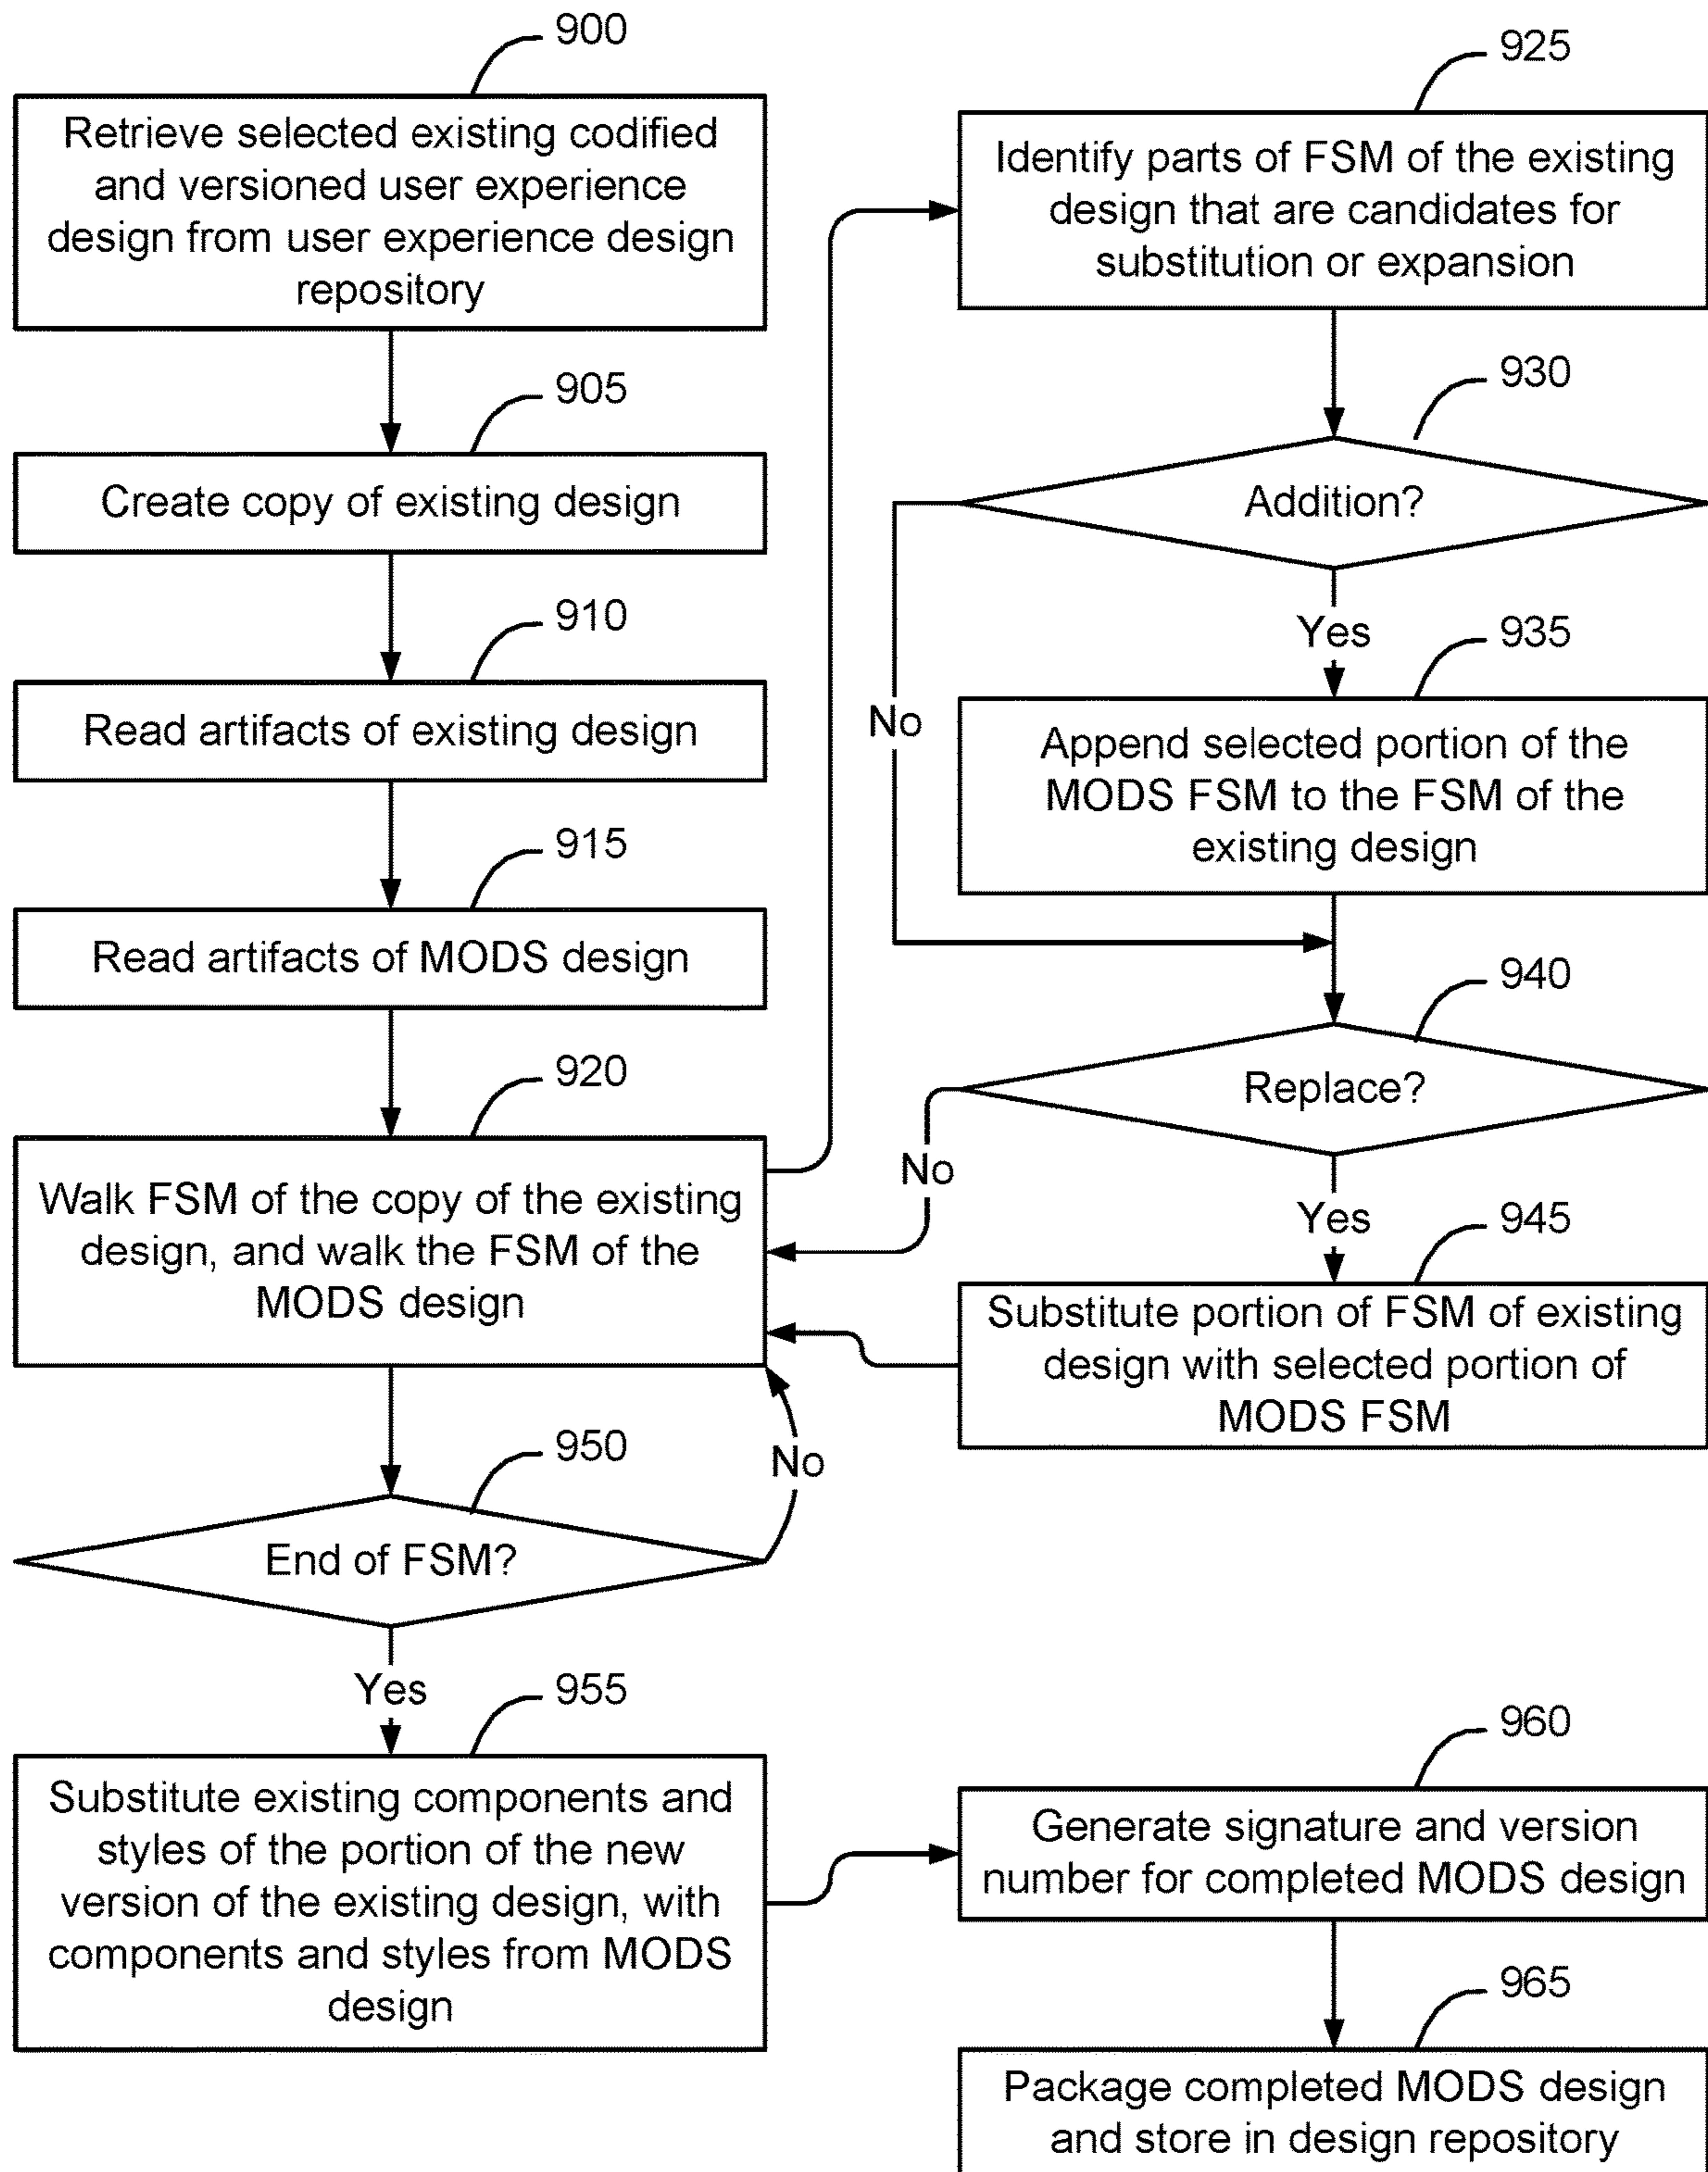 900
Retrieve selected existing codified
and versioned user experience
design from user experience design
repository
905
Create copy of existing design
910
Read artifacts of existing design
915
Read artifacts of MODS design
920
Walk FSM of the copy of the existing
design, and walk the FSM of the
MODS design
925
Identify parts of FSM of the existing
design that are candidates for
substitution or expansion
930
Addition?
No
Yes
935
Append selected portion of the
MODS FSM to the FSM of the
existing design
940
Replace?
No
Yes
945
Substitute portion of FSM of existing
design with selected portion of
MODS FSM
950
End of FSM?
No
Yes
955
Substitute existing components and
styles of the portion of the new
version of the existing design, with
components and styles from MODS
design
960
Generate signature and version
number for completed MODS design
965
Package completed MODS design
and store in design repository